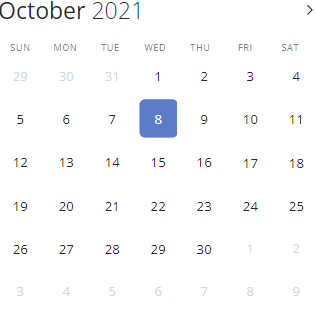 October 2021
SUN MON TUE WED THU FRI SAT
29 30 31 1 2 3 4
5 6 7 8 9 10 11
12 13 14 15 16 17 18
19 20 21 22 23 24 25
26 27 28 29 30 1 2
3 4 5 6 7 8 9